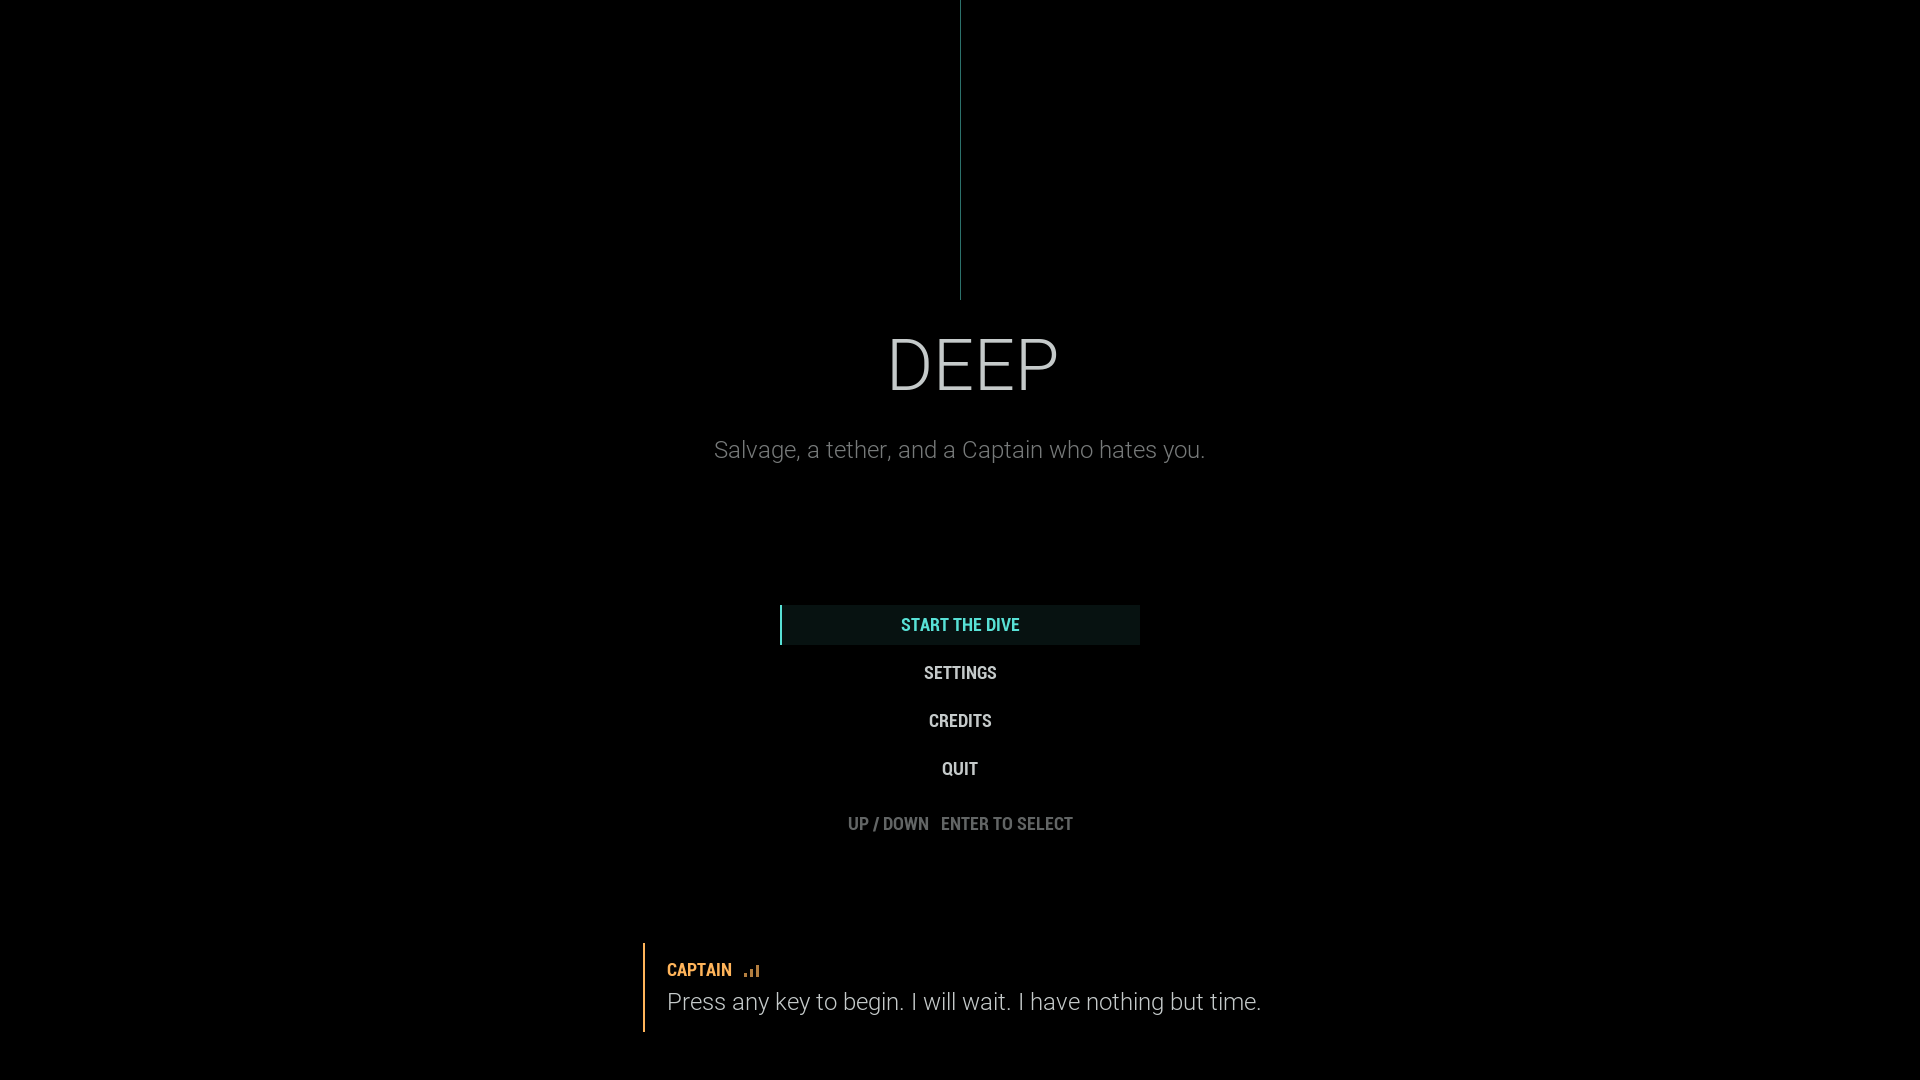 DEEP
Salvage, a tether, and a Captain who hates you.
START THE DIVE
SETTINGS
CREDITS
QUIT
UP / DOWN ENTER TO SELECT
CAPTAIN
Press any key to begin. I will wait. I have nothing but time.